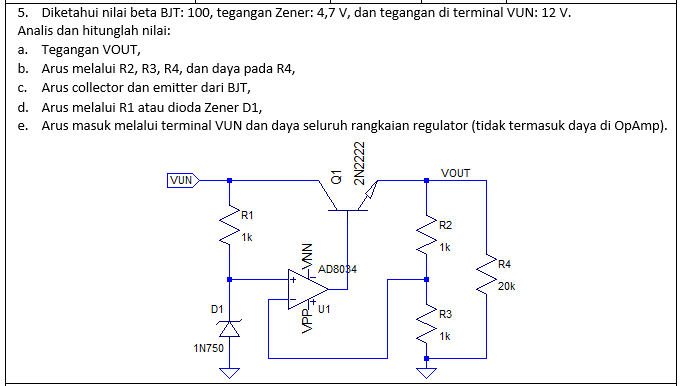 5. Diketahui nilai beta BJT: 100, tegangan Zener: 4,7 V, dan tegangan di terminal VUN: 12 V.
Analis dan hitunglah nilai:
a. Tegangan VOUT,
b. Arus melalui R2, R3, R4, dan daya pada R4,
c. Arus collector dan emitter dari BJT,
d. Arus melalui R1 atau dioda Zener D1,
e. Arus masuk melalui terminal VUN dan daya seluruh rangkaian regulator (tidak termasuk daya di OpAmp).
VUN
Q1
2N2222
VOUT
R1
1k
R2
1k
VNN
AD8034
R4
20k
D1
VPP
U1
R3
1k
1N750